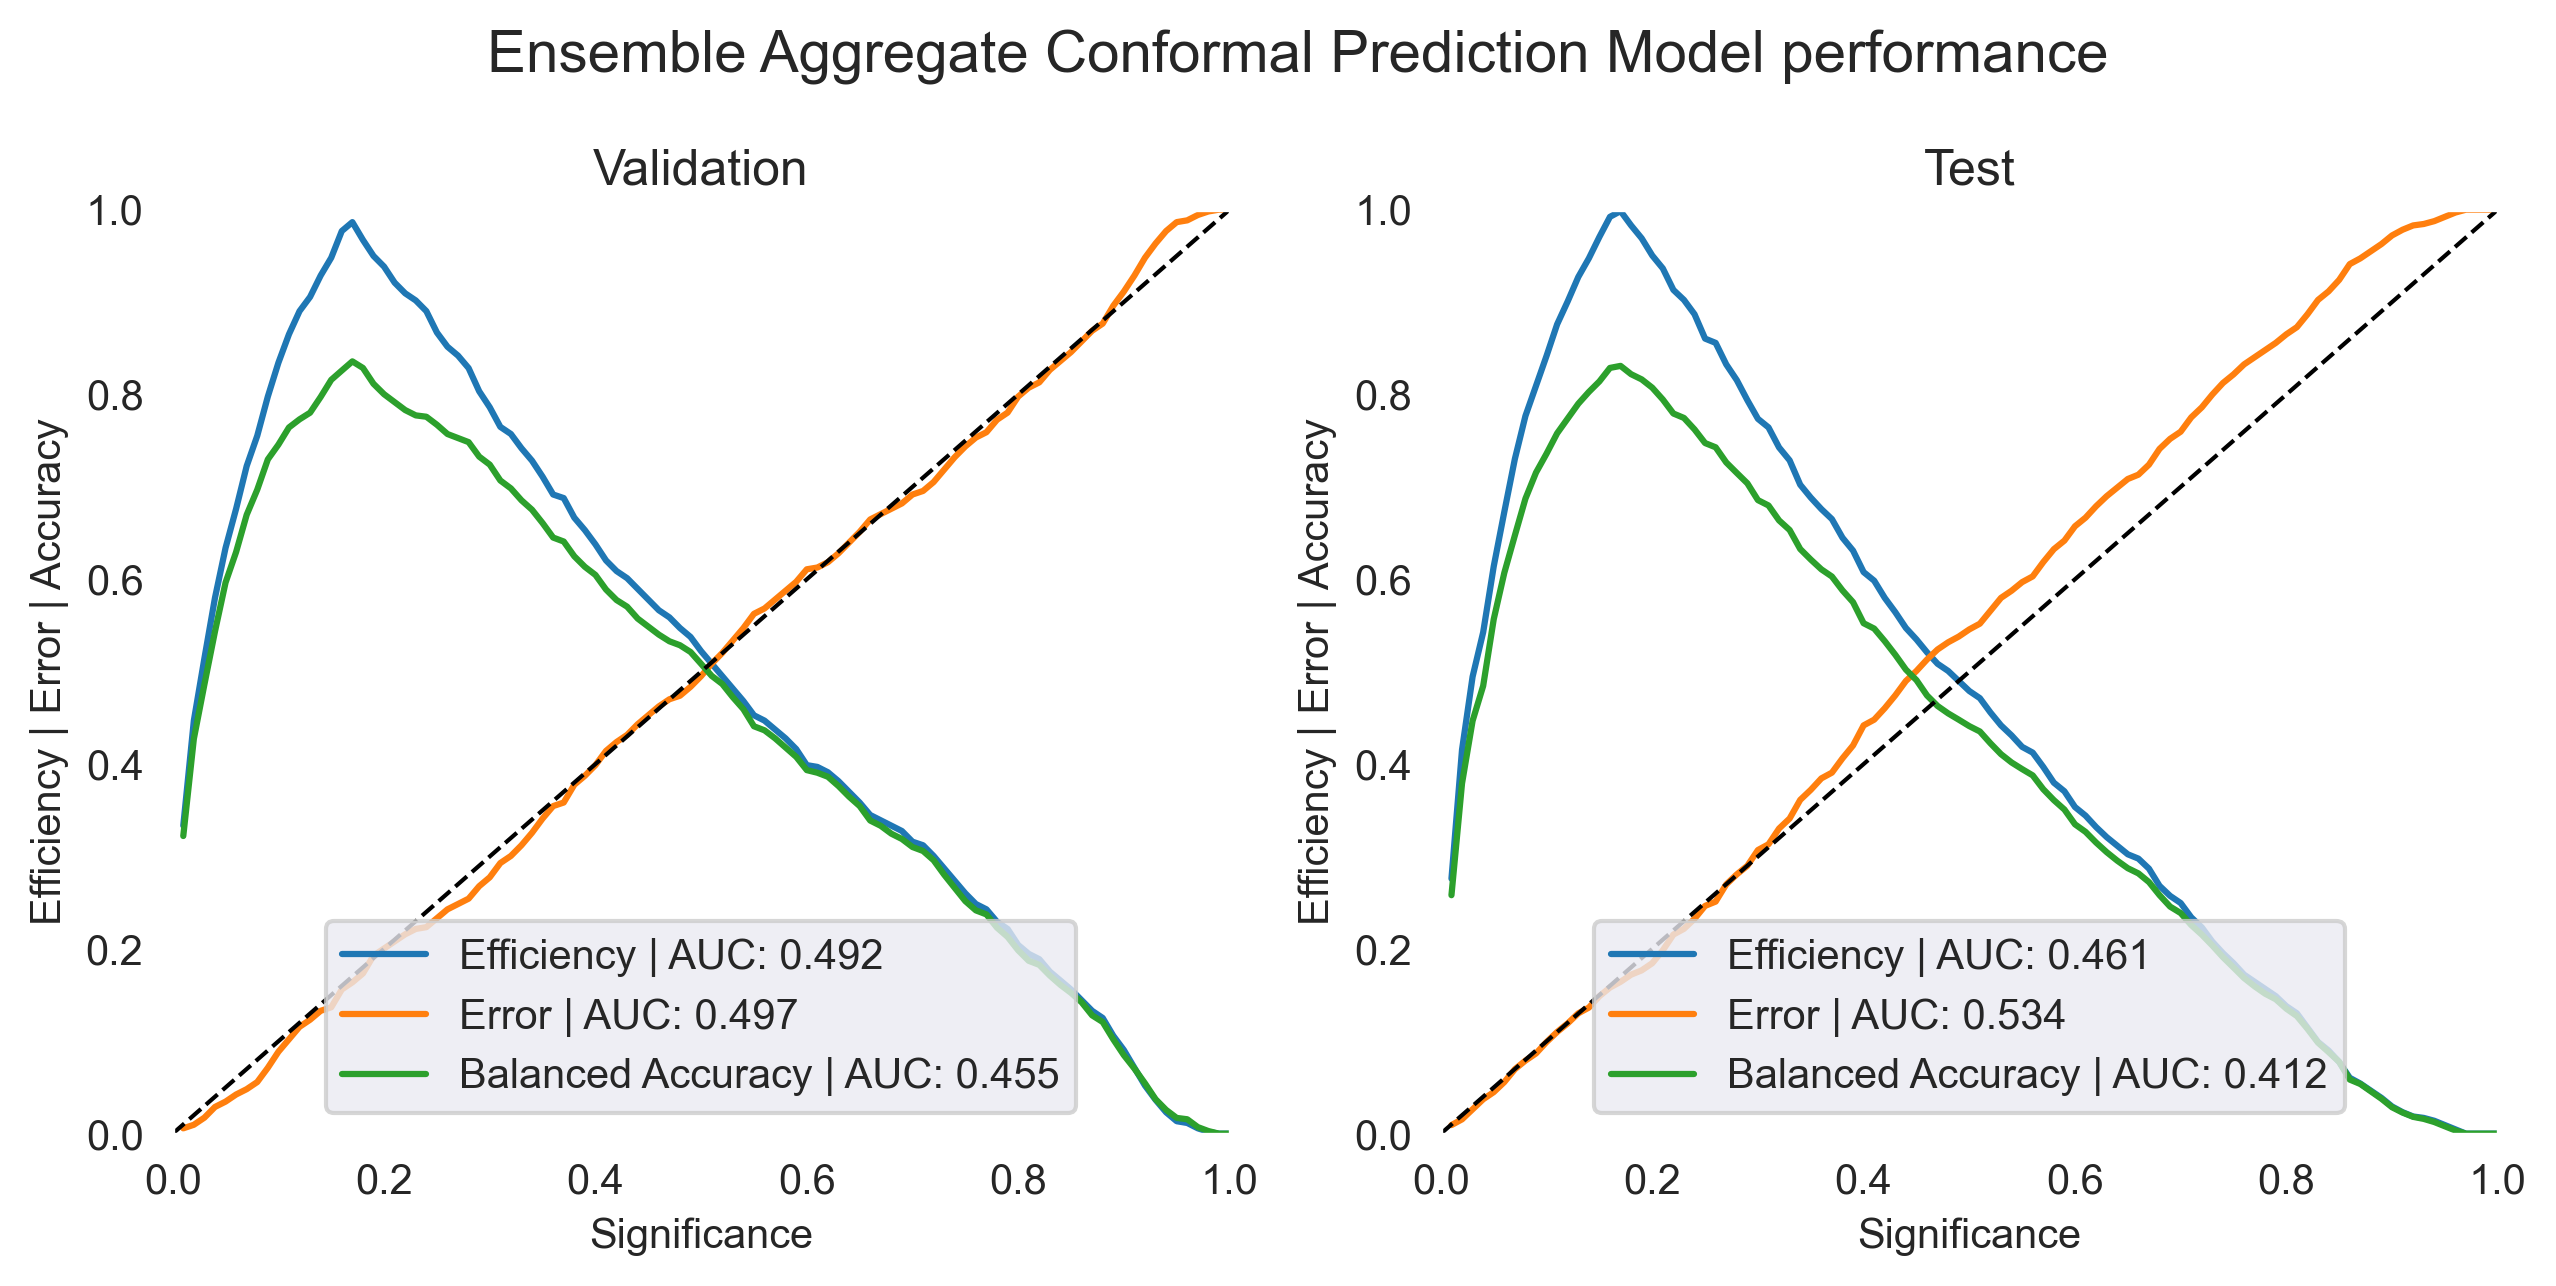 Ensemble Aggregate Conformal Prediction Model performance
Validation
1.0
0.8
0.6
0.4
0.2
0.0
Efficiency | Error | Accuracy
Efficiency | AUC: 0.492
Error | AUC: 0.497
Balanced Accuracy | AUC: 0.455
0.0 0.2 0.4 0.6 0.8 1.0
Significance
Test
1.0
0.8
0.6
0.4
0.2
0.0
Efficiency | Error | Accuracy
Efficiency | AUC: 0.461
Error | AUC: 0.534
Balanced Accuracy | AUC: 0.412
0.0 0.2 0.4 0.6 0.8 1.0
Significance